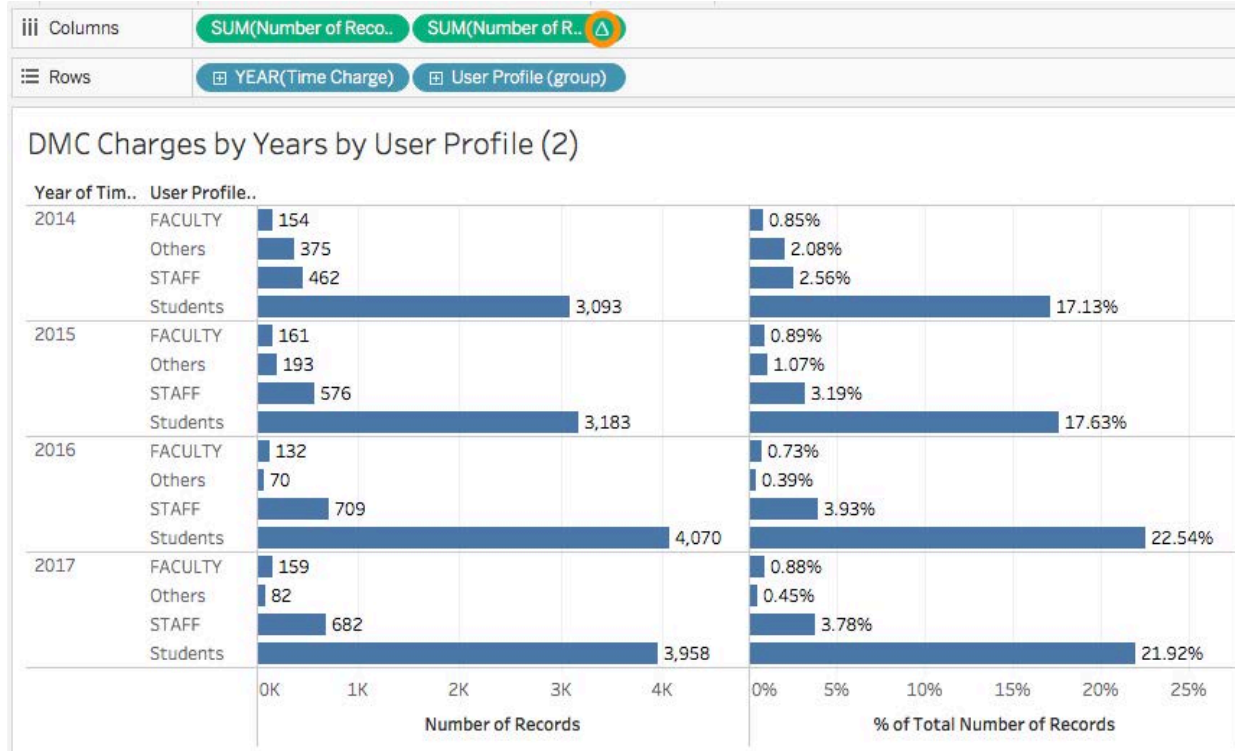 Columns SUM(Number of Reco.. SUM(Number of R.. △
Rows YEAR(Time Charge) User Profile (group)
DMC Charges by Years by User Profile (2)
Year of Tim.. User Profile..
2014 FACULTY 154 0.85%
Others 375 2.08%
STAFF 462 2.56%
Students 3,093 17.13%
2015 FACULTY 161 0.89%
Others 193 1.07%
STAFF 576 3.19%
Students 3,183 17.63%
2016 FACULTY 132 0.73%
Others 70 0.39%
STAFF 709 3.93%
Students 4,070 22.54%
2017 FACULTY 159 0.88%
Others 82 0.45%
STAFF 682 3.78%
Students 3,958 21.92%
0K 1K 2K 3K 4K 0% 5% 10% 15% 20% 25%
Number of Records % of Total Number of Records